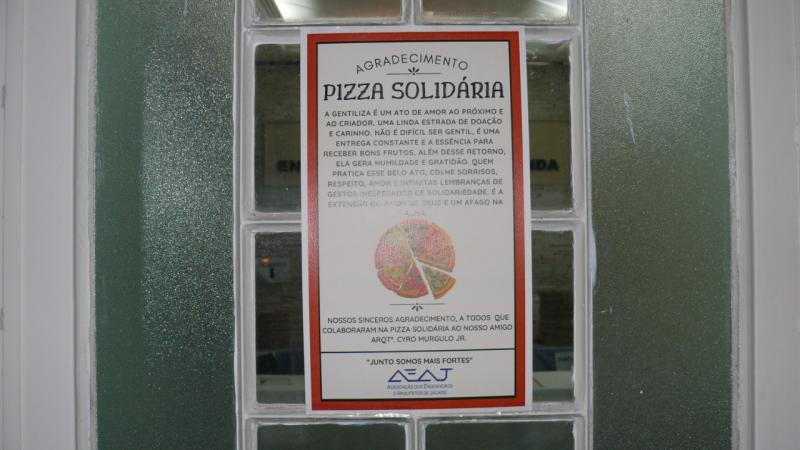 AGRADECIMENTO
PIZZA SOLIDÁRIA
A GENTILIZA É UM ATO DE AMOR AO PRÓXIMO E
AO CRIADOR. UMA LINDA ESTRADA DE DOAÇÃO
E CARINHO. NÃO É DIFÍCIL SER GENTIL, É UMA
ENTREGA CONSTANTE E A ESSÊNCIA PARA
RECEBER BONS FRUTOS, ALÉM DESSE RETORNO,
ELA GERA HUMILDADE E GRATIDÃO. QUEM
PRATICA ESSE BELO ATO, COLHE SORRISOS,
RESPEITO, AMOR E INFINITAS LEMBRANÇAS DE
GESTOS INESPERADOS DE SOLIDARIEDADE. É A
EXTENSÃO DO AMOR DE DEUS E UM AFAGO NA
ALMA.
NOSSOS SINCEROS AGRADECIMENTO, A TODOS QUE
COLABORARAM NA PIZZA SOLIDÁRIA AO NOSSO AMIGO
ARQTº. CYRO MURGULO JR.
"JUNTO SOMOS MAIS FORTES"
AEAJ
ASSOCIAÇÃO DOS ENGENHEIROS
E ARQUITETOS DE JACAREÍ